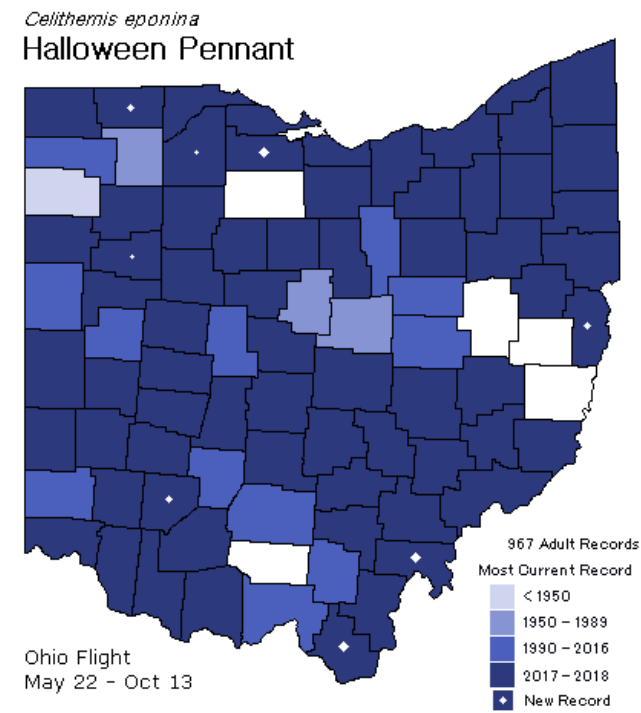 Celithemis eponina
Halloween Pennant
967 Adult Records
Most Current Record
<1950
1950 - 1989
1990 - 2016
2017 - 2018
New Record
Ohio Flight
May 22 - Oct 13